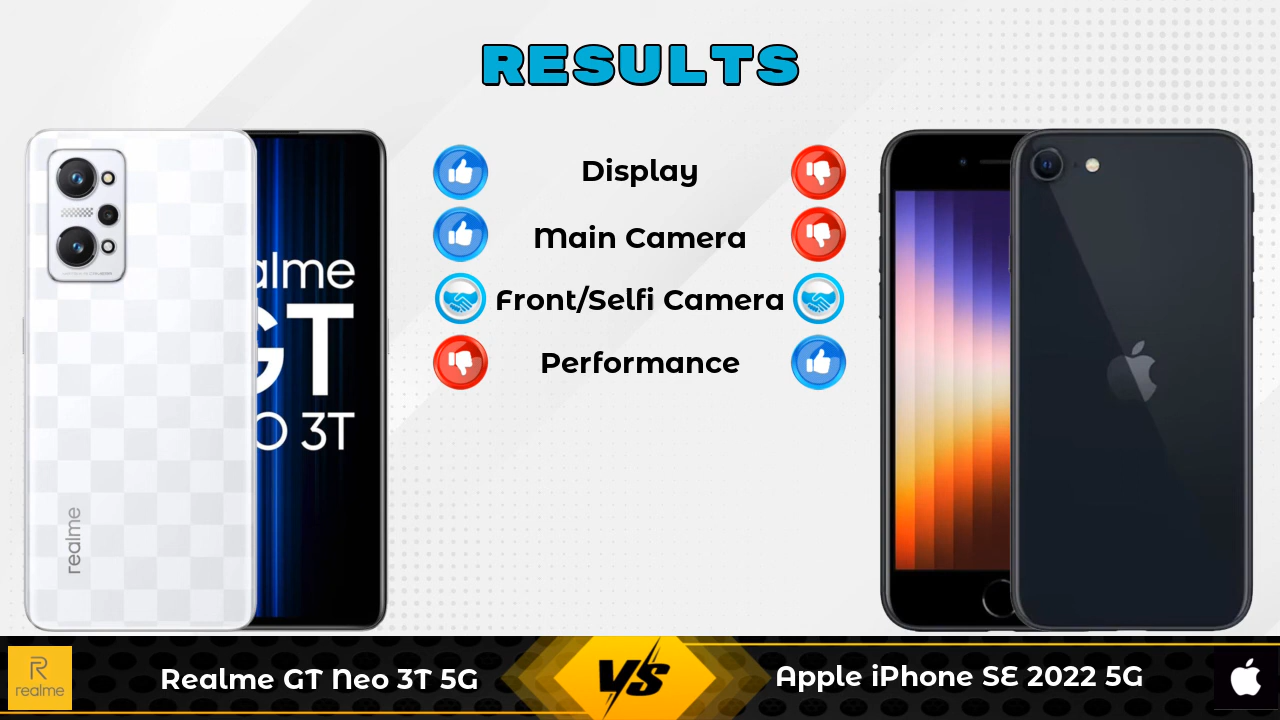 RESULTS
Display
Main Camera
Front/Selfi Camera
Performance
alme
GT
O 3T
realme
R
realme
Realme GT Neo 3T 5G
VS
Apple iPhone SE 2022 5G